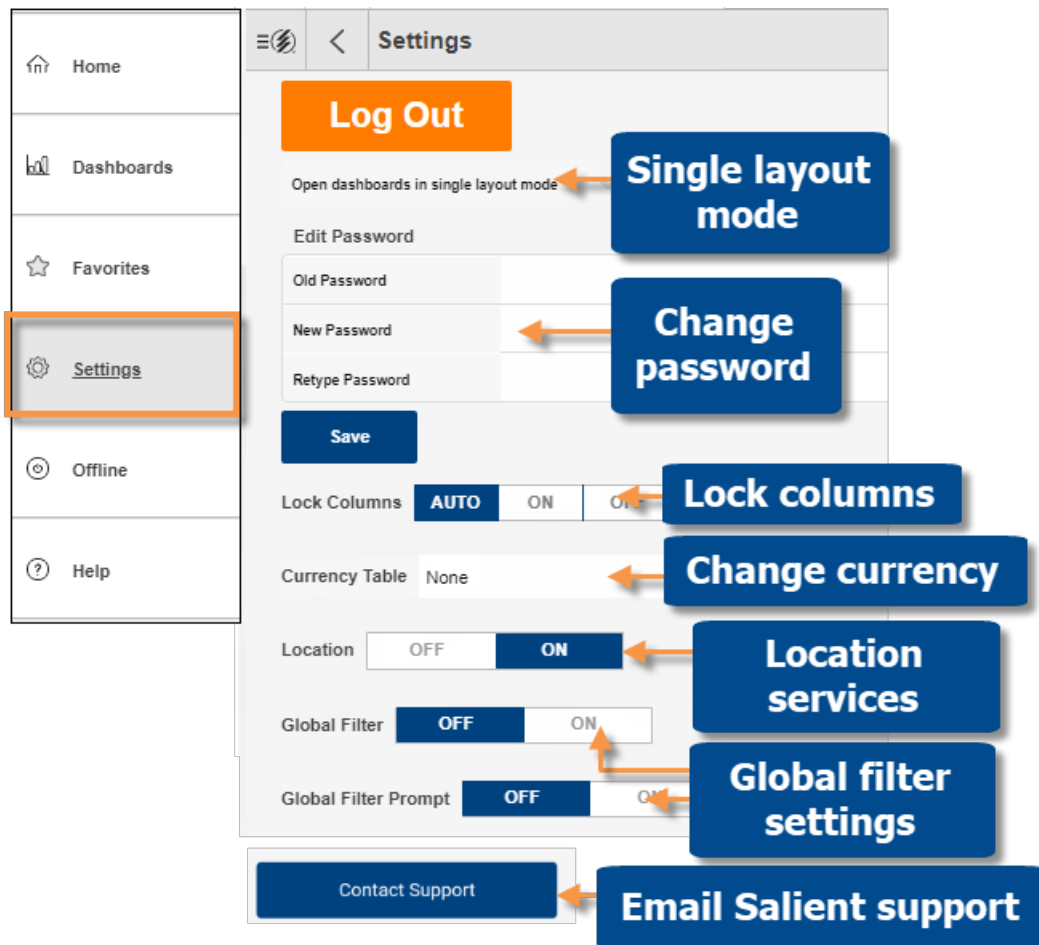 Home
Dashboards
Favorites
Settings
Offline
Help
Settings
Log Out
Open dashboards in single layout mode
Single layout
mode
Edit Password
Old Password
New Password
Retype Password
Change
password
Save
Lock Columns AUTO ON OFF
Lock columns
Currency Table None
Change currency
Location OFF ON
Location
services
Global Filter OFF ON
Global Filter Prompt OFF ON
Global filter
settings
Contact Support
Email Salient support